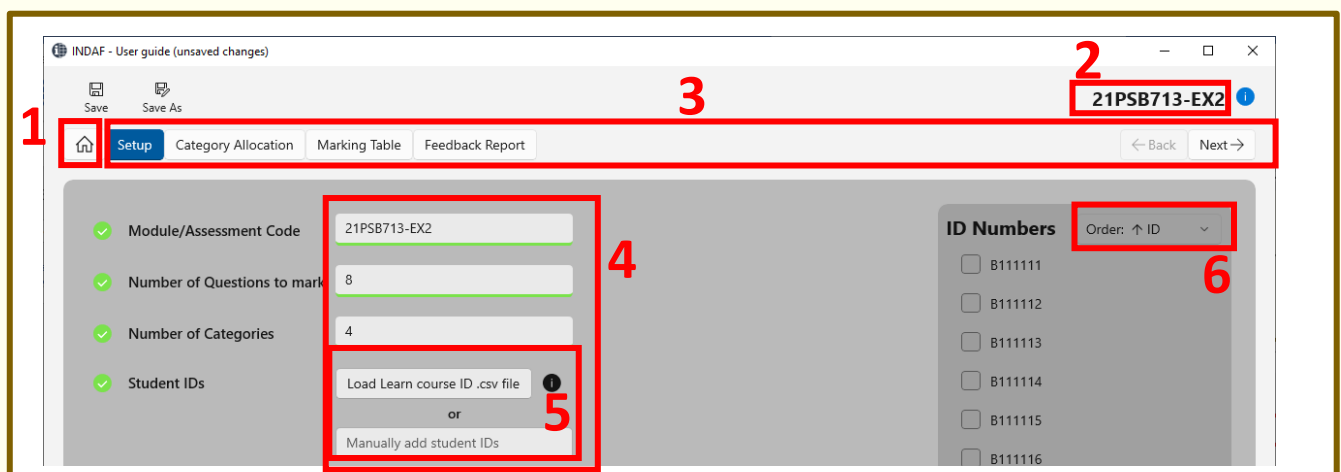 INDAF - User guide (unsaved changes)
2
Save Save As
3
21PSB713-EX2 i
1
Setup Category Allocation Marking Table Feedback Report
← Back Next →
Module/Assessment Code 21PSB713-EX2
ID Numbers Order: ↑ ID
4
6
B111111
Number of Questions to mark 8
B111112
Number of Categories 4
B111113
Student IDs Load Learn course ID .csv file i
B111114
or
5
B111115
Manually add student IDs
B111116